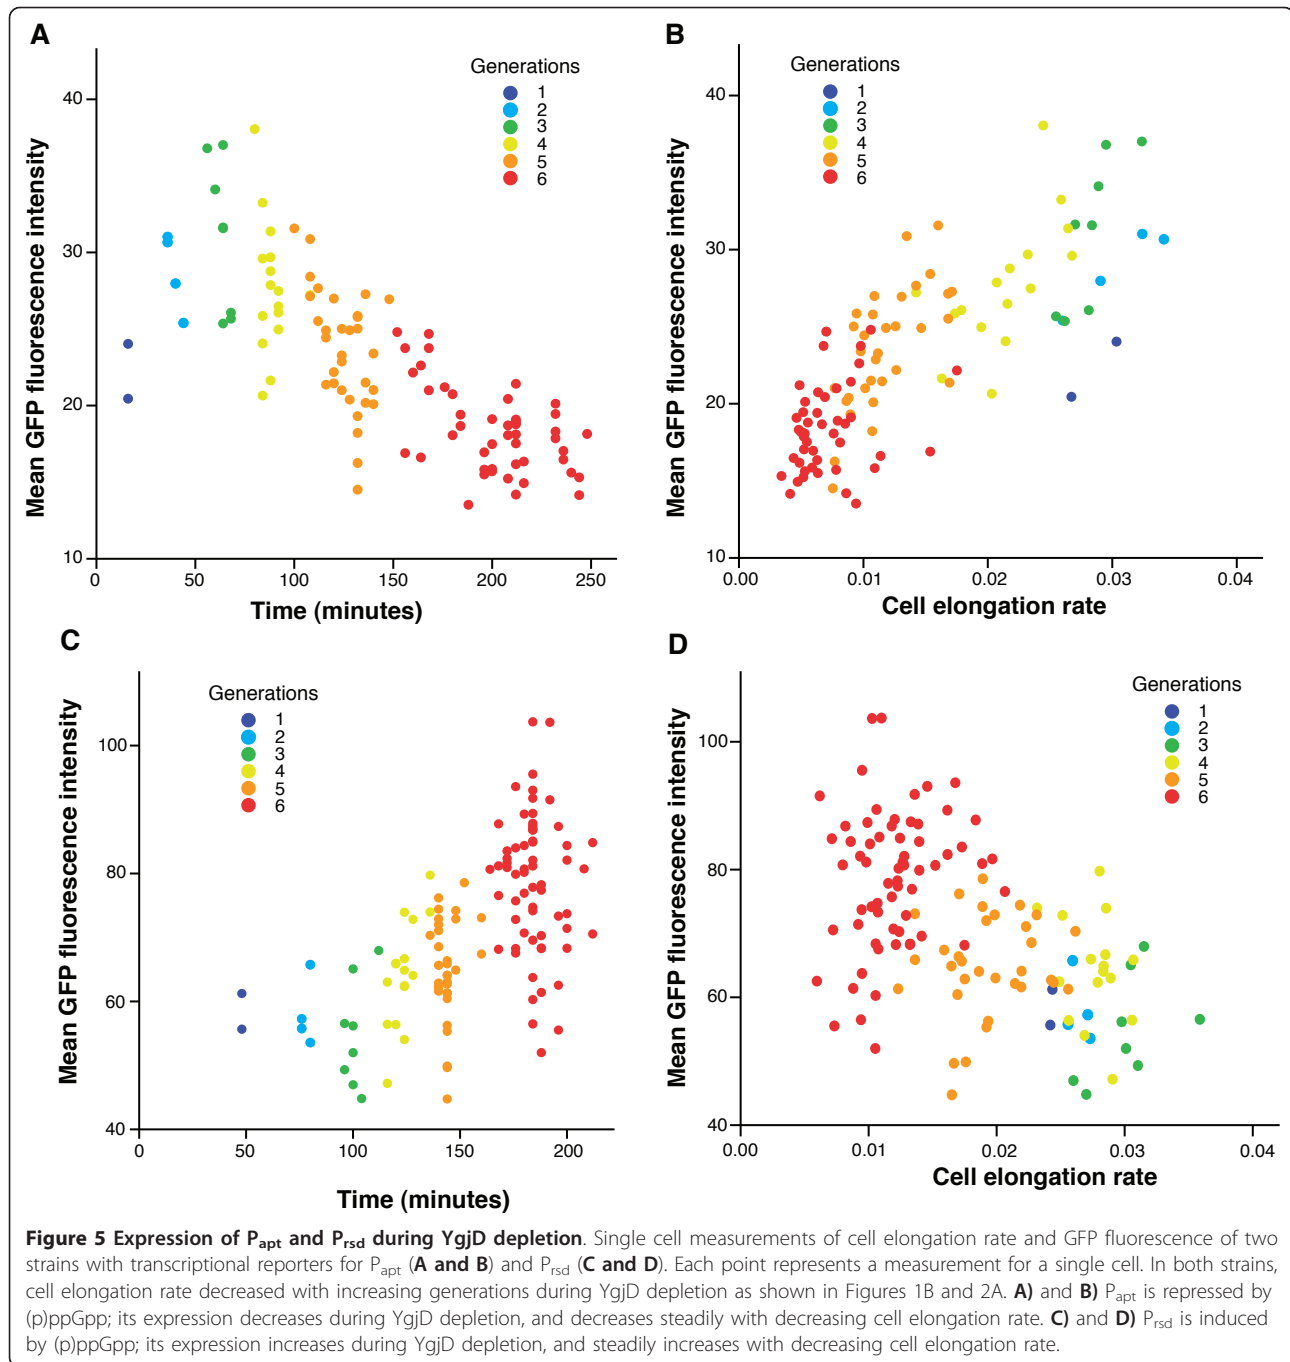 A
Mean GFP fluorescence intensity
40
30
20
10
0
50
100
150
200
250
Time (minutes)
Generations
1
2
3
4
5
6
B
Mean GFP fluorescence intensity
40
30
20
10
0.00
0.01
0.02
0.03
0.04
Cell elongation rate
Generations
1
2
3
4
5
6
C
Mean GFP fluorescence intensity
100
80
60
40
0
50
100
150
200
Time (minutes)
Generations
1
2
3
4
5
6
D
Mean GFP fluorescence intensity
100
80
60
40
0.00
0.01
0.02
0.03
0.04
Cell elongation rate
Generations
1
2
3
4
5
6
Figure 5 Expression of Papt and Prsd during YgjD depletion. Single cell measurements of cell elongation rate and GFP fluorescence of two
strains with transcriptional reporters for Papt (A and B) and Prsd (C and D). Each point represents a measurement for a single cell. In both strains,
cell elongation rate decreased with increasing generations during YgjD depletion as shown in Figures 1B and 2A. A) and B) Papt is repressed by
(p)ppGpp; its expression decreases during YgjD depletion, and decreases steadily with decreasing cell elongation rate. C) and D) Prsd is induced
by (p)ppGpp; its expression increases during YgjD depletion, and steadily increases with decreasing cell elongation rate.